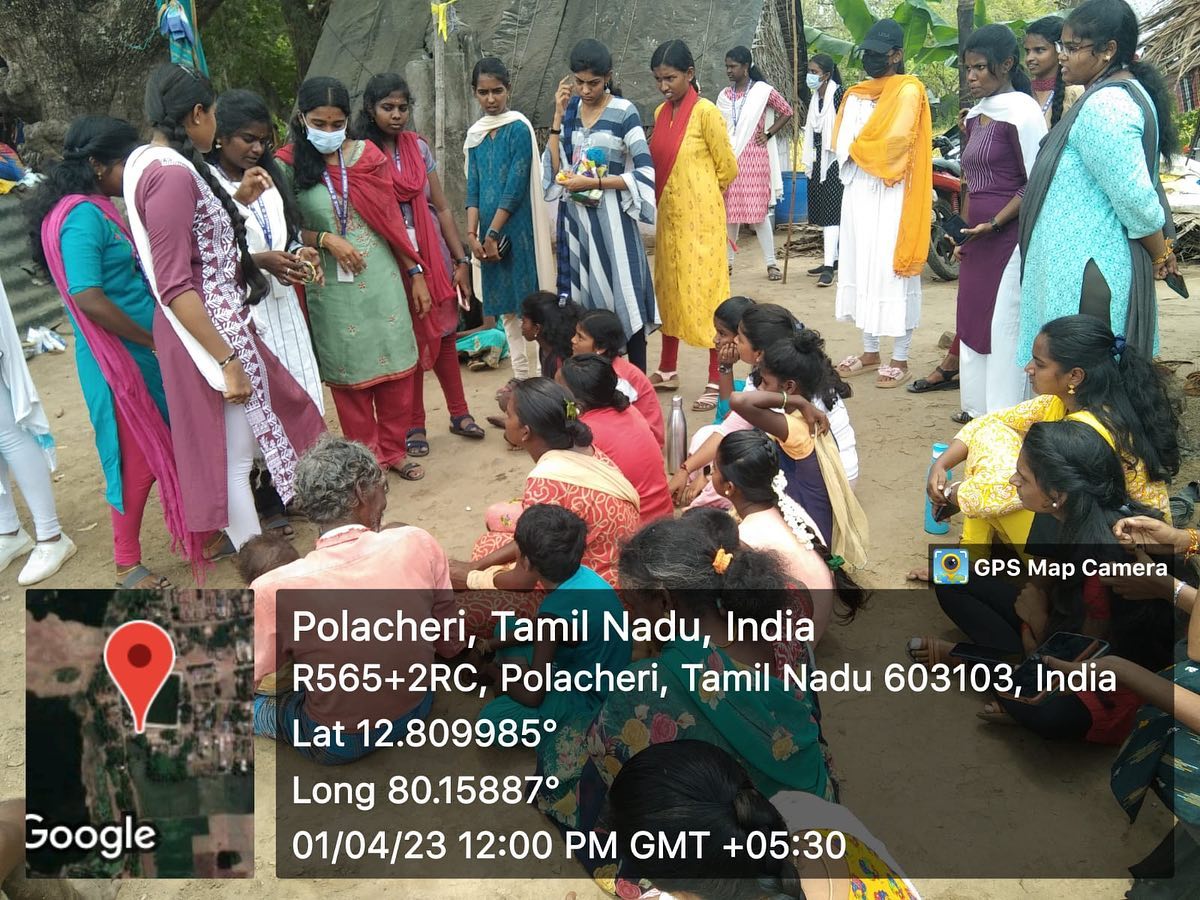 GPS Map Camera
Polacheri, Tamil Nadu, India
R565+2RC, Polacheri, Tamil Nadu 603103, India
Lat 12.809985°
Long 80.15887°
01/04/23 12:00 PM GMT +05:30
Google